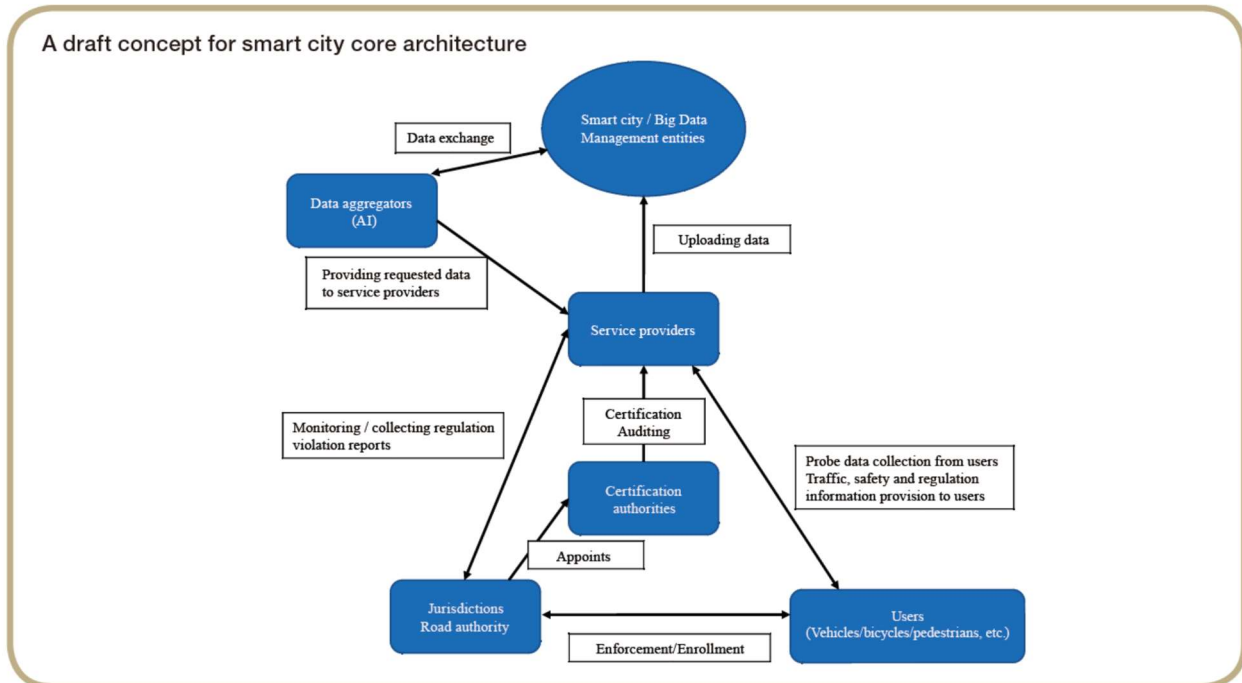 A draft concept for smart city core architecture
Smart city / Big Data
Management entities
Data exchange
Data aggregators
(AI)
Uploading data
Providing requested data
to service providers
Service providers
Certification
Auditing
Monitoring / collecting regulation
violation reports
Probe data collection from users
Traffic, safety and regulation
information provision to users
Certification
authorities
Appoints
Jurisdictions
Road authority
Users
(Vehicles/bicycles/pedestrians, etc.)
Enforcement/Enrollment